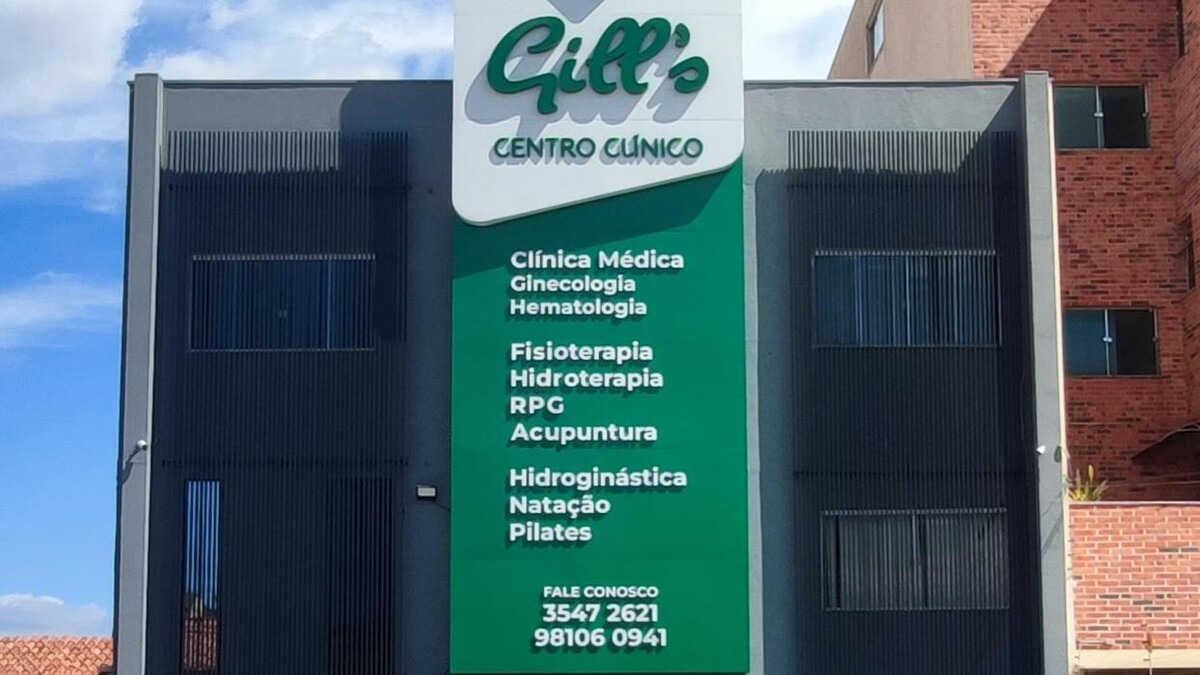 Gill's
CENTRO CLÍNICO
Clínica Médica
Ginecologia
Hematologia
Fisioterapia
Hidroterapia
RPG
Acupuntura
Hidroginástica
Natação
Pilates
FALE CONOSCO
3547 2621
98106 0941